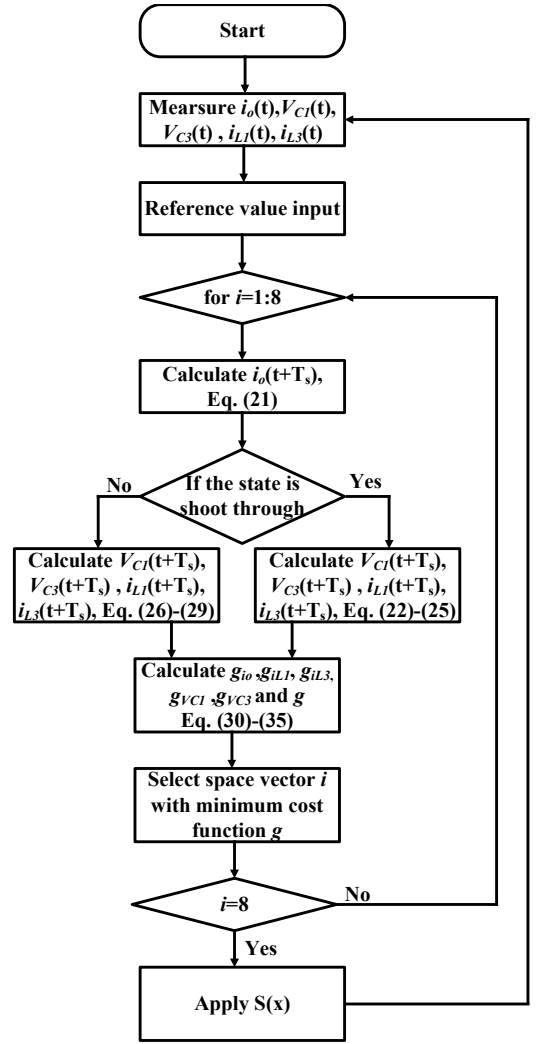 Start
Mearsure i_o(t),V_C1(t),
V_C3(t) , i_L1(t), i_L3(t)
Reference value input
for i=1:8
Calculate i_o(t+T_s),
Eq. (21)
If the state is
shoot through
No
Yes
Calculate V_C1(t+T_s),
V_C3(t+T_s) , i_L1(t+T_s),
i_L3(t+T_s), Eq. (26)-(29)
Calculate V_C1(t+T_s),
V_C3(t+T_s) , i_L1(t+T_s),
i_L3(t+T_s), Eq. (22)-(25)
Calculate g_io ,g_iL1, g_iL3,
g_VC1 ,g_VC3 and g
Eq. (30)-(35)
Select space vector i
with minimum cost
function g
i=8
No
Yes
Apply S(x)